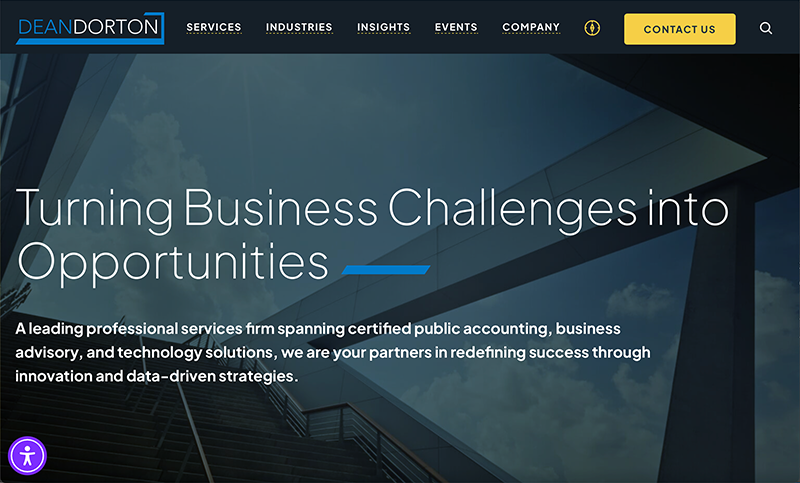 DEANDORTON
SERVICES
INDUSTRIES
INSIGHTS
EVENTS
COMPANY
CONTACT US
Turning Business Challenges into
Opportunities
A leading professional services firm spanning certified public accounting, business
advisory, and technology solutions, we are your partners in redefining success through
innovation and data-driven strategies.